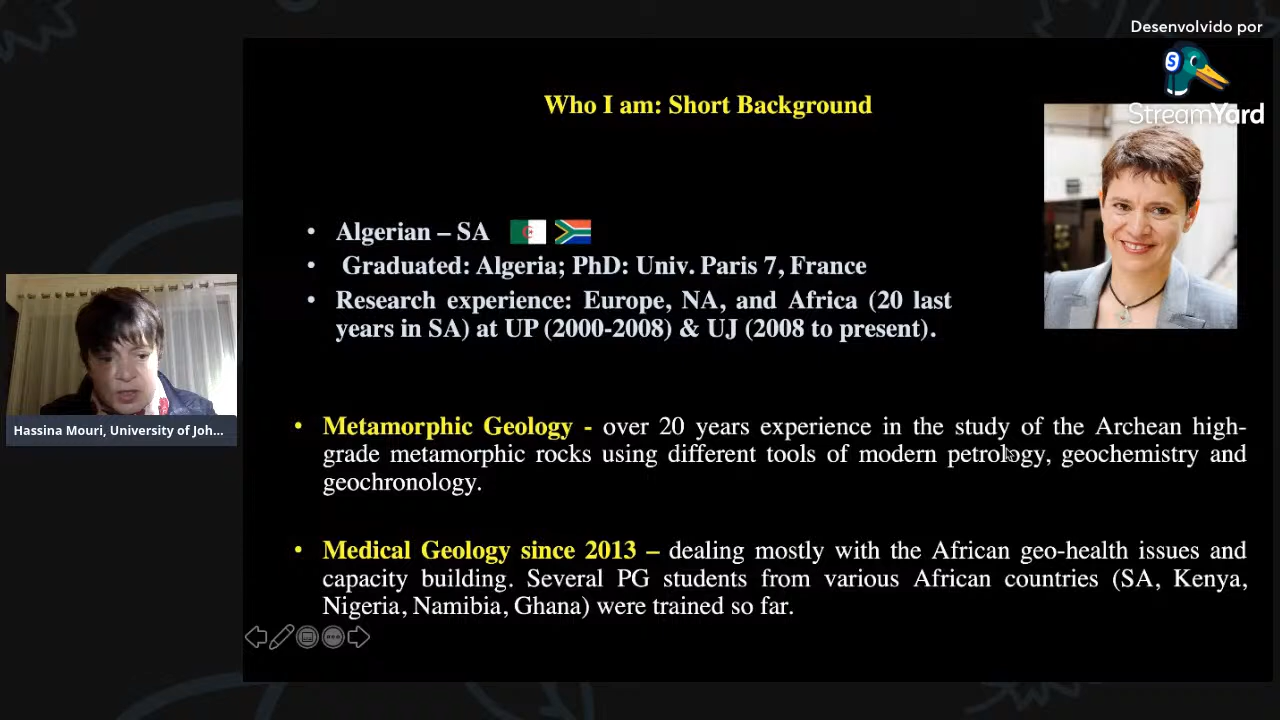 Desenvolvido por
StreamYard
Who I am: Short Background
• Algerian – SA
• Graduated: Algeria; PhD: Univ. Paris 7, France
• Research experience: Europe, NA, and Africa (20 last
years in SA) at UP (2000-2008) & UJ (2008 to present).
Hassina Mouri, University of Joh...
• Metamorphic Geology - over 20 years experience in the study of the Archean high-
grade metamorphic rocks using different tools of modern petrology, geochemistry and
geochronology.
• Medical Geology since 2013 – dealing mostly with the African geo-health issues and
capacity building. Several PG students from various African countries (SA, Kenya,
Nigeria, Namibia, Ghana) were trained so far.